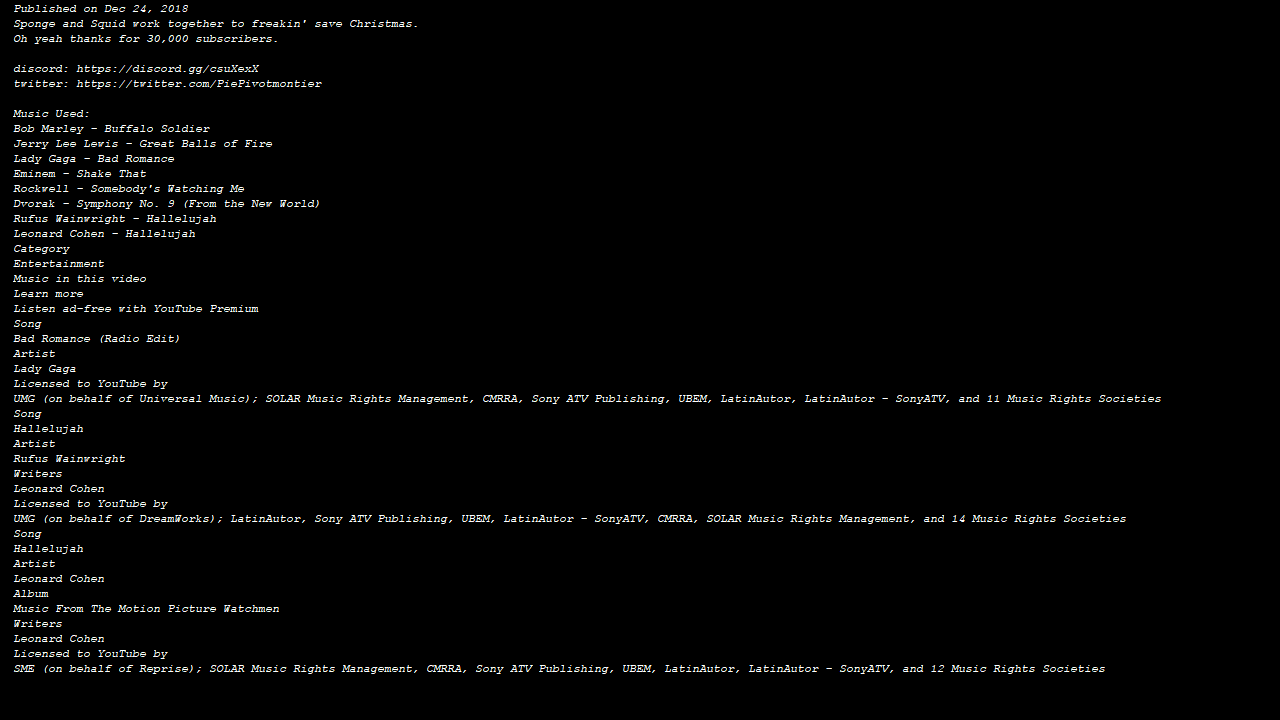 Published on Dec 24, 2018
Sponge and Squid work together to freakin' save Christmas.
Oh yeah thanks for 30,000 subscribers.
discord: https://discord.gg/csuXexX
twitter: https://twitter.com/PiePivotmontier
Music Used:
Bob Marley - Buffalo Soldier
Jerry Lee Lewis - Great Balls of Fire
Lady Gaga - Bad Romance
Eminem - Shake That
Rockwell - Somebody's Watching Me
Dvorak - Symphony No. 9 (From the New World)
Rufus Wainwright - Hallelujah
Leonard Cohen - Hallelujah
Category
Entertainment
Music in this video
Learn more
Listen ad-free with YouTube Premium
Song
Bad Romance (Radio Edit)
Artist
Lady Gaga
Licensed to YouTube by
UMG (on behalf of Universal Music); SOLAR Music Rights Management, CMRRA, Sony ATV Publishing, UBEM, LatinAutor, LatinAutor - SonyATV, and 11 Music Rights Societies
Song
Hallelujah
Artist
Rufus Wainwright
Writers
Leonard Cohen
Licensed to YouTube by
UMG (on behalf of DreamWorks); LatinAutor, Sony ATV Publishing, UBEM, LatinAutor - SonyATV, CMRRA, SOLAR Music Rights Management, and 14 Music Rights Societies
Song
Hallelujah
Artist
Leonard Cohen
Album
Music From The Motion Picture Watchmen
Writers
Leonard Cohen
Licensed to YouTube by
SME (on behalf of Reprise); SOLAR Music Rights Management, CMRRA, Sony ATV Publishing, UBEM, LatinAutor, LatinAutor - SonyATV, and 12 Music Rights Societies